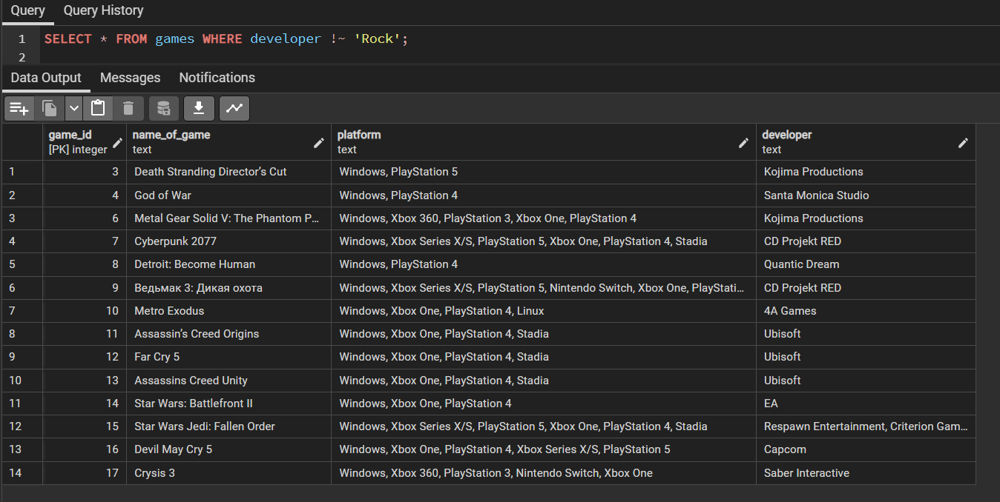 Query Query History
1 SELECT * FROM games WHERE developer !~ 'Rock';
2
Data Output Messages Notifications
game_id name_of_game platform developer
[PK] integer text text text
1 3 Death Stranding Director’s Cut Windows, PlayStation 5 Kojima Productions
2 4 God of War Windows, PlayStation 4 Santa Monica Studio
3 6 Metal Gear Solid V: The Phantom P... Windows, Xbox 360, PlayStation 3, Xbox One, PlayStation 4 Kojima Productions
4 7 Cyberpunk 2077 Windows, Xbox Series X/S, PlayStation 5, Xbox One, PlayStation 4, Stadia CD Projekt RED
5 8 Detroit: Become Human Windows, PlayStation 4 Quantic Dream
6 9 Ведьмак 3: Дикая охота Windows, Xbox Series X/S, PlayStation 5, Nintendo Switch, Xbox One, PlayStati... CD Projekt RED
7 10 Metro Exodus Windows, Xbox One, PlayStation 4, Linux 4A Games
8 11 Assassin’s Creed Origins Windows, Xbox One, PlayStation 4, Stadia Ubisoft
9 12 Far Cry 5 Windows, Xbox One, PlayStation 4, Stadia Ubisoft
10 13 Assassins Creed Unity Windows, Xbox One, PlayStation 4, Stadia Ubisoft
11 14 Star Wars: Battlefront II Windows, Xbox One, PlayStation 4 EA
12 15 Star Wars Jedi: Fallen Order Windows, Xbox Series X/S, PlayStation 5, Xbox One, PlayStation 4, Stadia Respawn Entertainment, Criterion Gam...
13 16 Devil May Cry 5 Windows, Xbox One, PlayStation 4, Xbox Series X/S, PlayStation 5 Capcom
14 17 Crysis 3 Windows, Xbox 360, PlayStation 3, Nintendo Switch, Xbox One Saber Interactive